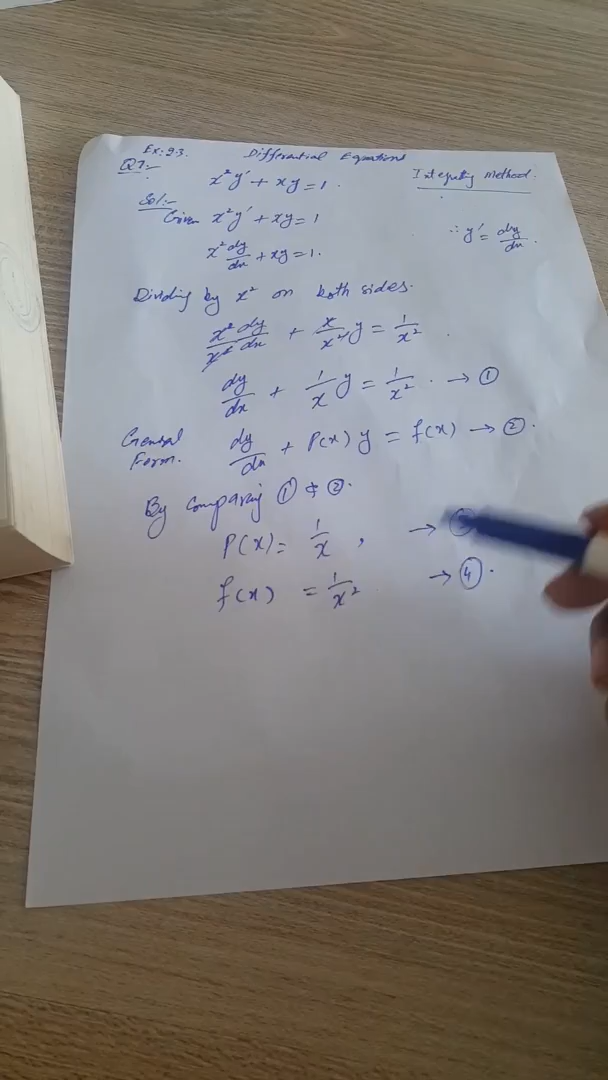 Ex: 2.3. Differential Equations
Q7:- x²y' + xy = 1. Integrating Method.
Sol:- Given x²y' + xy = 1
∵ y' = dy/dx.
x² dy/dx + xy = 1.
Dividing by x² on both sides.
x²/x² dy/dx + x/x² y = 1/x².
dy/dx + 1/x y = 1/x². → ①
General Form. dy/dx + P(x) y = f(x) → ②.
By comparing ① & ②.
P(x) = 1/x, →
f(x) = 1/x² → ④.